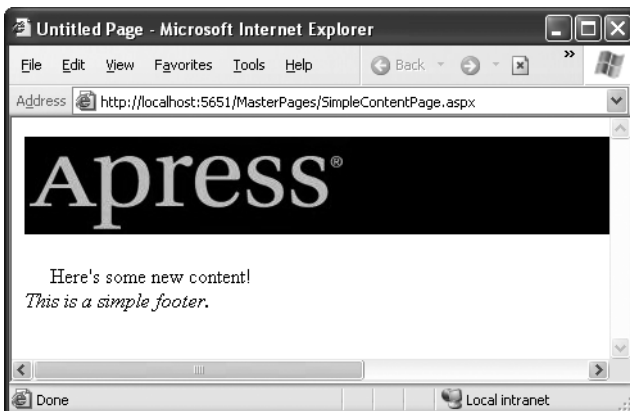 Untitled Page - Microsoft Internet Explorer
File Edit View Favorites Tools Help Back »
Address http://localhost:5651/MasterPages/SimpleContentPage.aspx
Apress®
Here's some new content!
This is a simple footer.
Done Local intranet